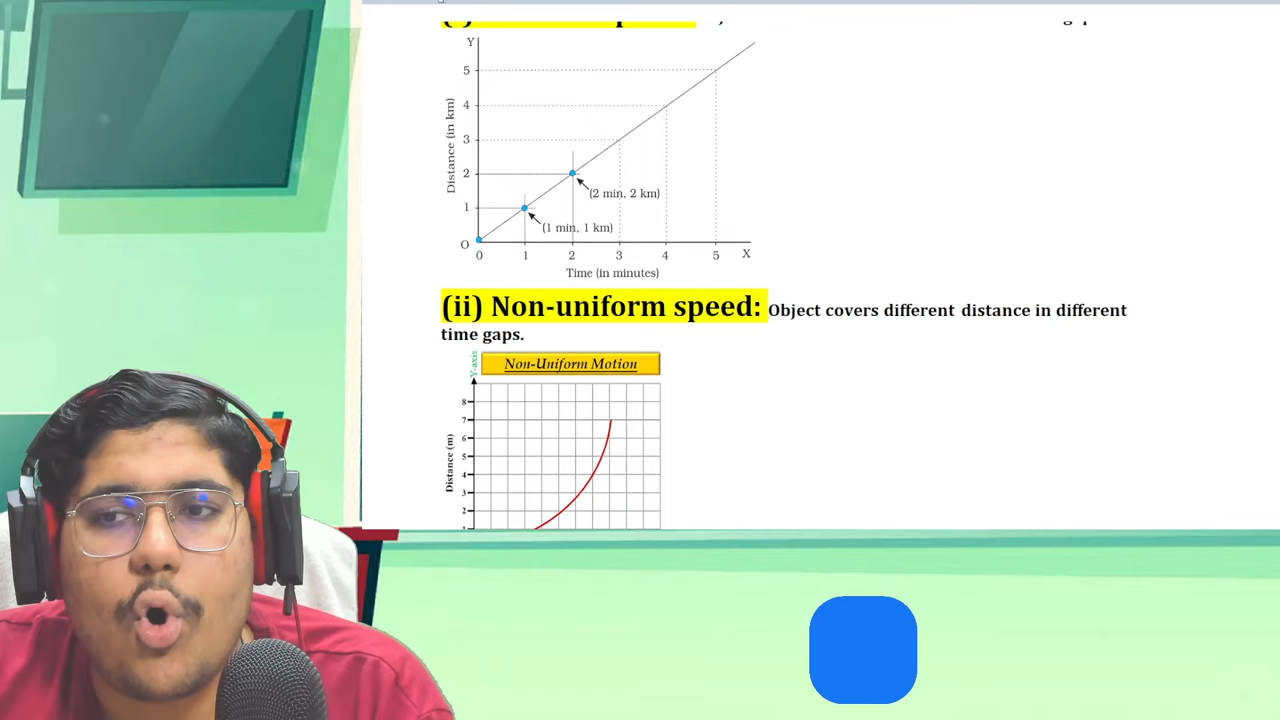 Y
5
4
3
2
1
O
Distance (in km)
(2 min, 2 km)
(1 min, 1 km)
0 1 2 3 4 5 X
Time (in minutes)
(ii) Non-uniform speed: Object covers different distance in different
time gaps.
Y-axis
Non-Uniform Motion
8
7
6
5
4
3
2
1
Distance (m)